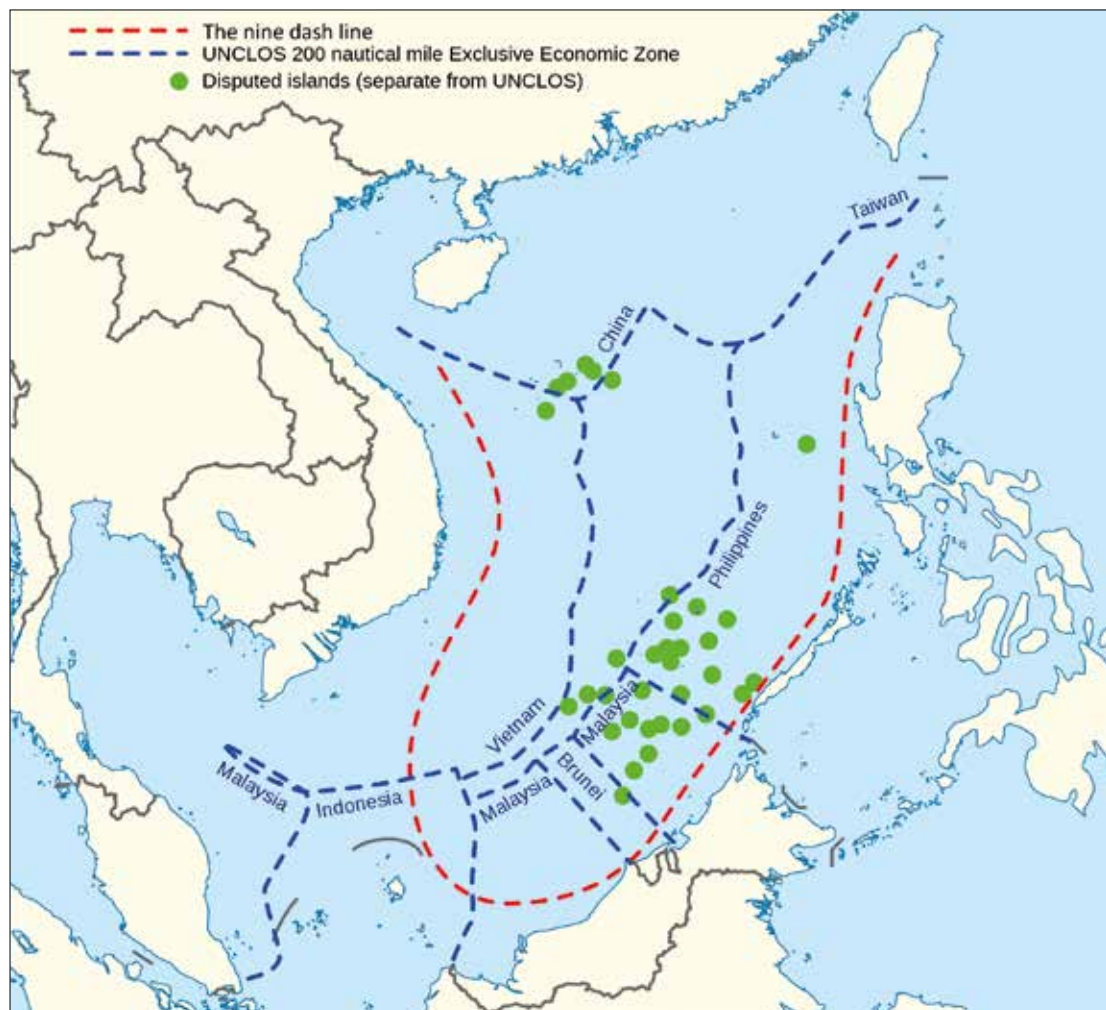 The nine dash line
UNCLOS 200 nautical mile Exclusive Economic Zone
Disputed islands (separate from UNCLOS)
Taiwan
China
Philippines
Malaysia
Vietnam
Brunei
Malaysia
Indonesia
Malaysia